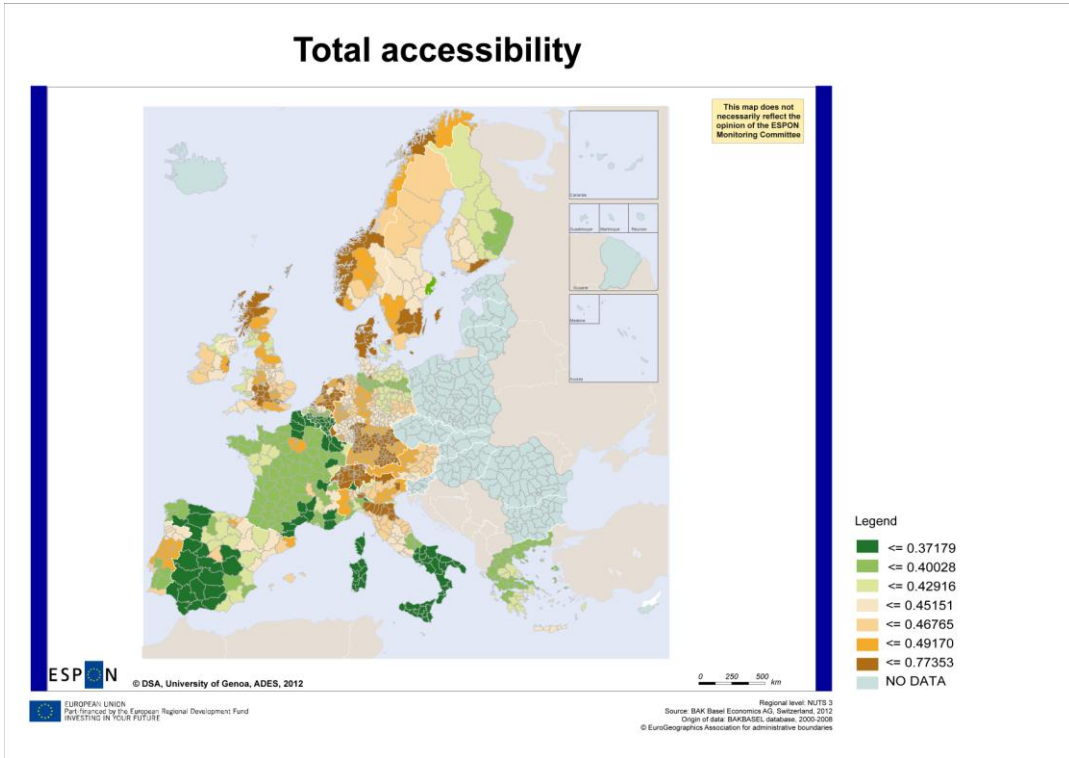 Total accessibility
This map does not
necessarily reflect the
opinion of the ESPON
Monitoring Committee
Canarias
Guadeloupe Martinique Réunion
Guyane
Madeira
Legend
<= 0.37179
<= 0.40028
<= 0.42916
<= 0.45151
<= 0.46765
<= 0.49170
<= 0.77353
NO DATA
ESPON
© DSA, University of Genoa, ADES, 2012
0 250 500
km
EUROPEAN UNION
Part-financed by the European Regional Development Fund
INVESTING IN YOUR FUTURE
Regional level: NUTS 3
Source: BAK Basel Economics AG, Switzerland, 2012
Origin of data: BAKBASEL database, 2000-2008
© EuroGeographics Association for administrative boundaries